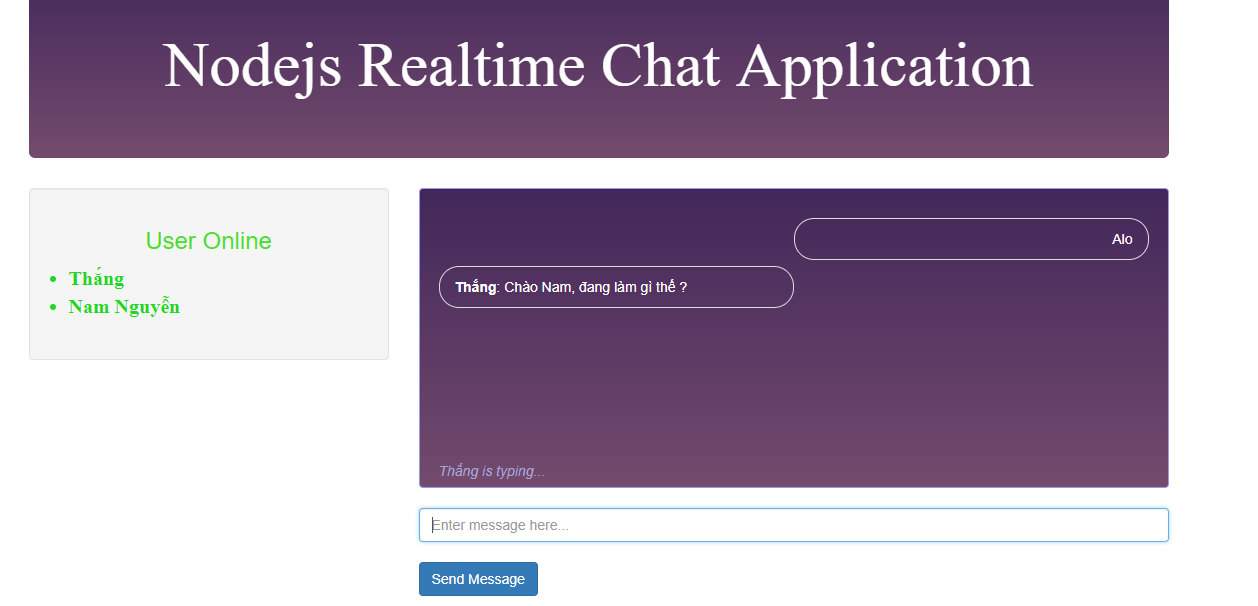 Nodejs Realtime Chat Application
User Online
Thắng
Nam Nguyễn
Alo
Thắng: Chào Nam, đang làm gì thế ?
Thắng is typing...
Enter message here...
Send Message